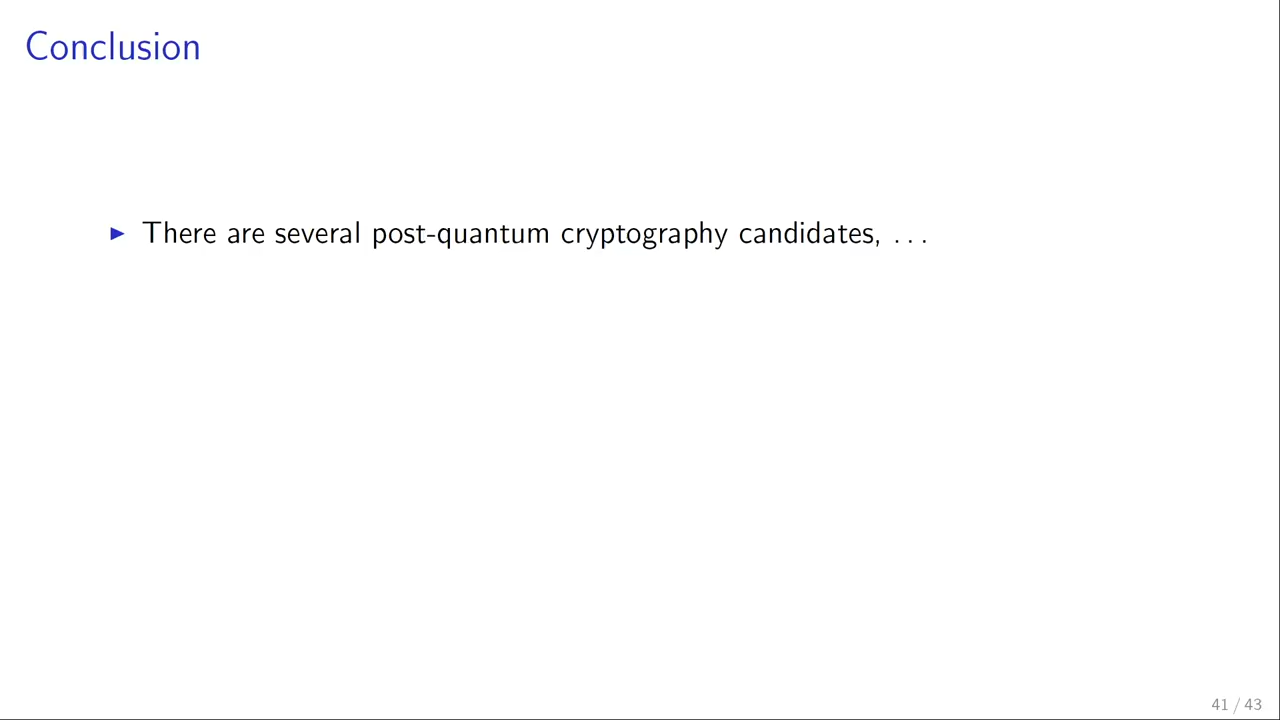 Conclusion
▶ There are several post-quantum cryptography candidates, ...
41 / 43